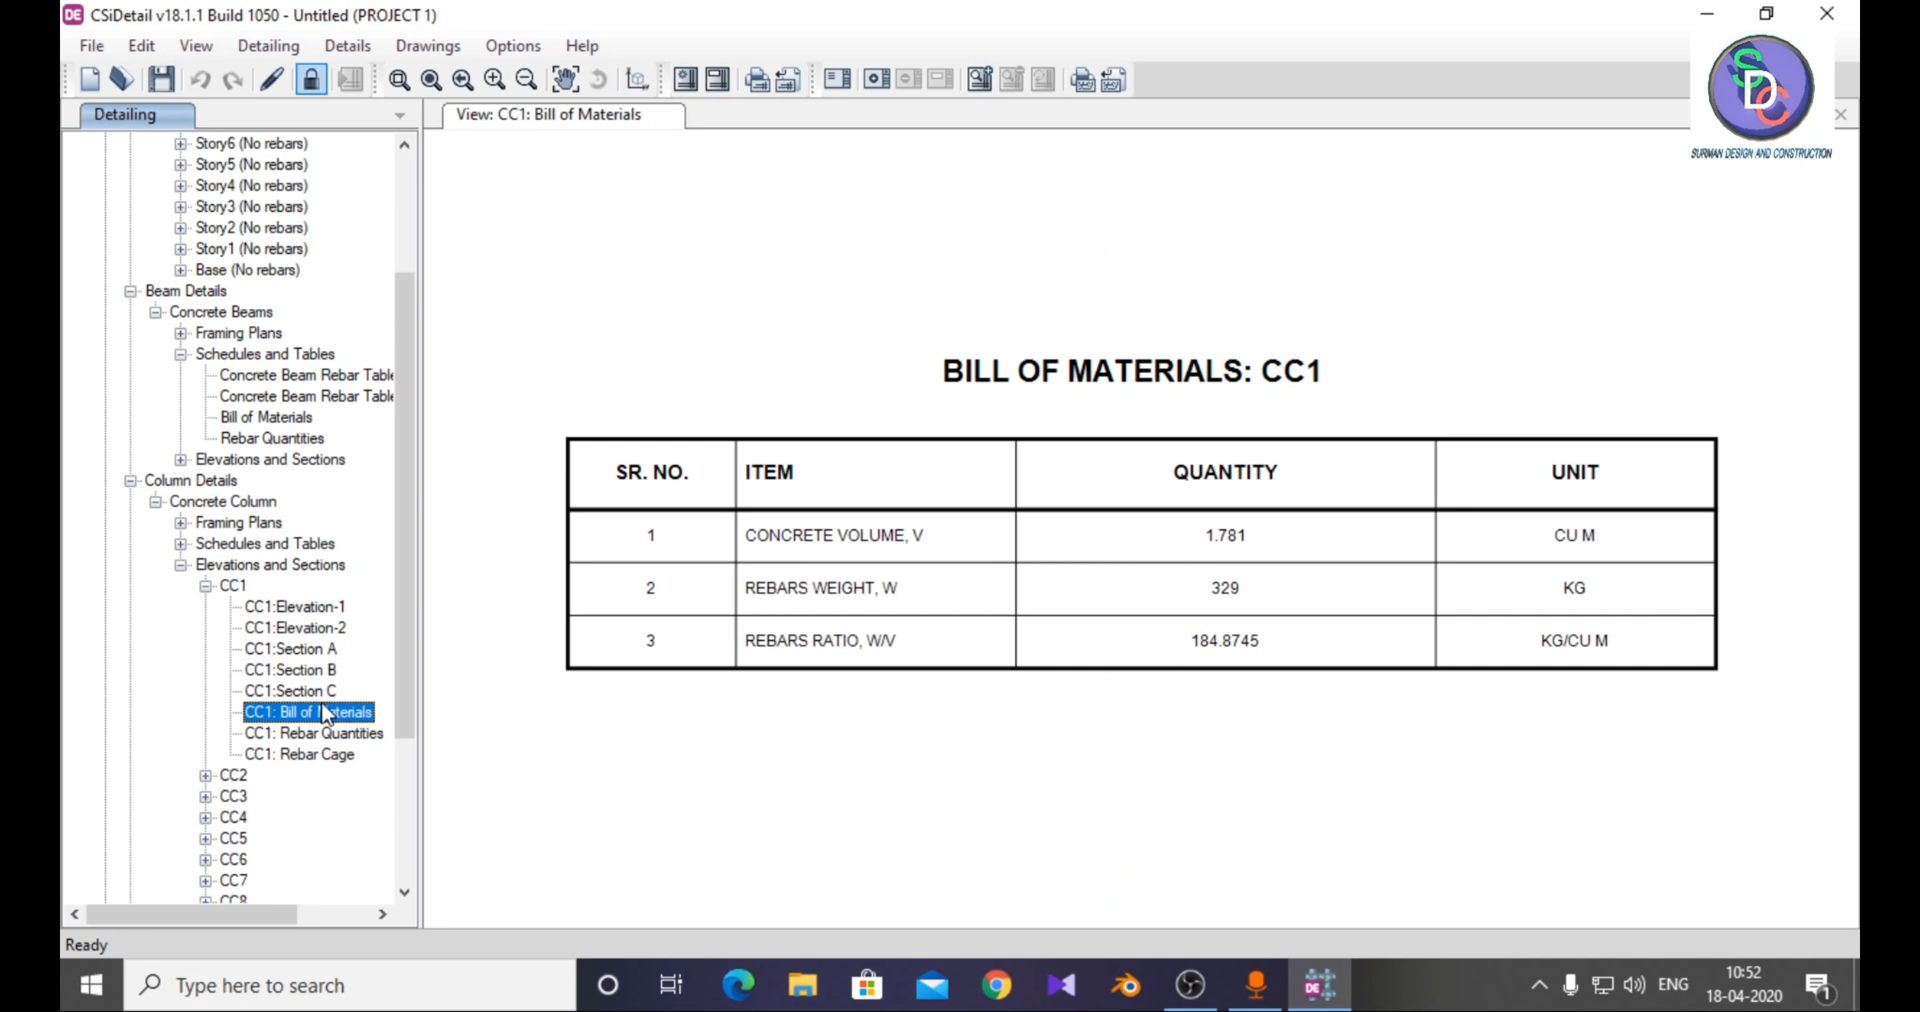 CSiDetail v18.1.1 Build 1050 - Untitled (PROJECT 1)
File Edit View Detailing Details Drawings Options Help
SDC
SURMAN DESIGN AND CONSTRUCTION
Detailing
View: CC1: Bill of Materials
Story6 (No rebars)
Story5 (No rebars)
Story4 (No rebars)
Story3 (No rebars)
Story2 (No rebars)
Story1 (No rebars)
Base (No rebars)
Beam Details
Concrete Beams
Framing Plans
Schedules and Tables
Concrete Beam Rebar Table
Concrete Beam Rebar Table
Bill of Materials
Rebar Quantities
Elevations and Sections
Column Details
Concrete Column
Framing Plans
Schedules and Tables
Elevations and Sections
CC1
CC1:Elevation-1
CC1:Elevation-2
CC1:Section A
CC1:Section B
CC1:Section C
CC1: Bill of Materials
CC1: Rebar Quantities
CC1: Rebar Cage
CC2
CC3
CC4
CC5
CC6
CC7
CC8
BILL OF MATERIALS: CC1
SR. NO. ITEM QUANTITY UNIT
1 CONCRETE VOLUME, V 1.781 CU M
2 REBARS WEIGHT, W 329 KG
3 REBARS RATIO, W/V 184.8745 KG/CU M
Ready
Type here to search
DE
ENG
10:52
18-04-2020
1